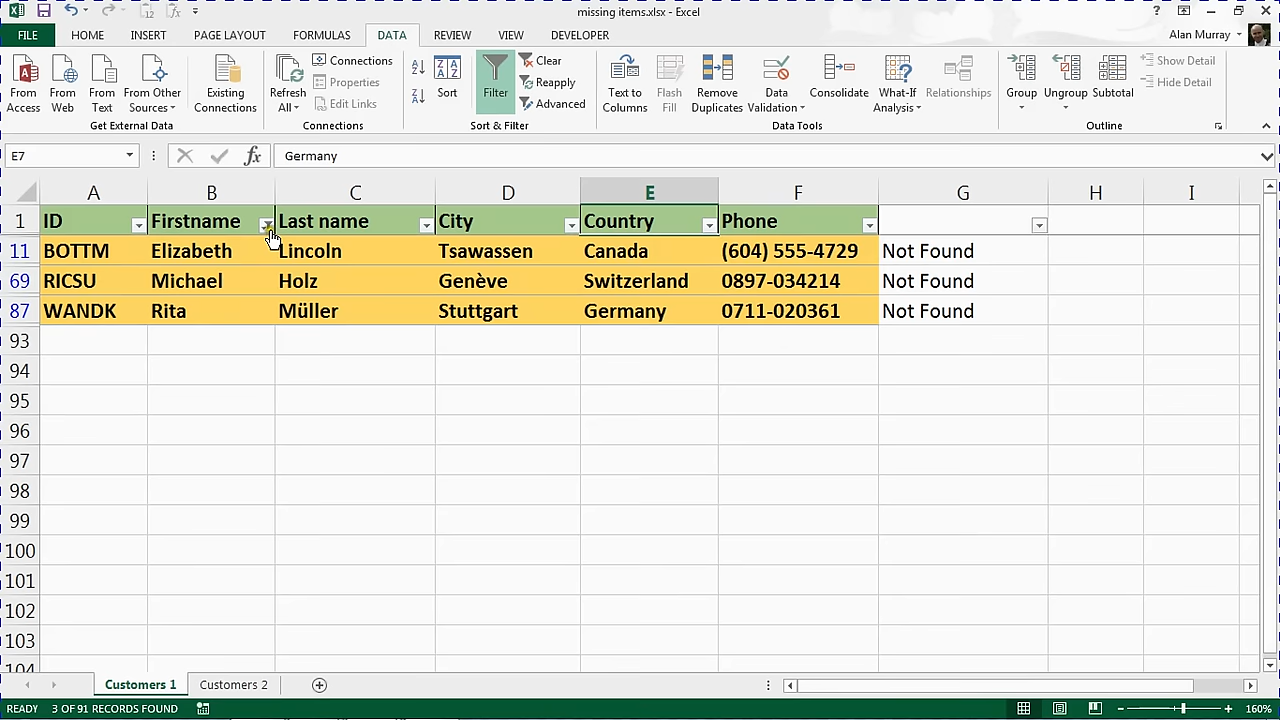 missing items.xlsx - Excel
FILE HOME INSERT PAGE LAYOUT FORMULAS DATA REVIEW VIEW DEVELOPER Alan Murray
From Access
From Web
From Text
From Other Sources
Get External Data
Existing Connections
Refresh All
Connections
Properties
Edit Links
Connections
Sort
Filter
Clear
Reapply
Advanced
Sort & Filter
Text to Columns
Flash Fill
Remove Duplicates
Data Validation
Consolidate
What-If Analysis
Relationships
Data Tools
Group
Ungroup
Subtotal
Show Detail
Hide Detail
Outline
E7 fx Germany
A B C D E F G H I
1 ID Firstname Last name City Country Phone
11 BOTTM Elizabeth Lincoln Tsawassen Canada (604) 555-4729 Not Found
69 RICSU Michael Holz Genève Switzerland 0897-034214 Not Found
87 WANDK Rita Müller Stuttgart Germany 0711-020361 Not Found
93
94
95
96
97
98
99
100
101
102
103
104
Customers 1 Customers 2
READY 3 OF 91 RECORDS FOUND 160%